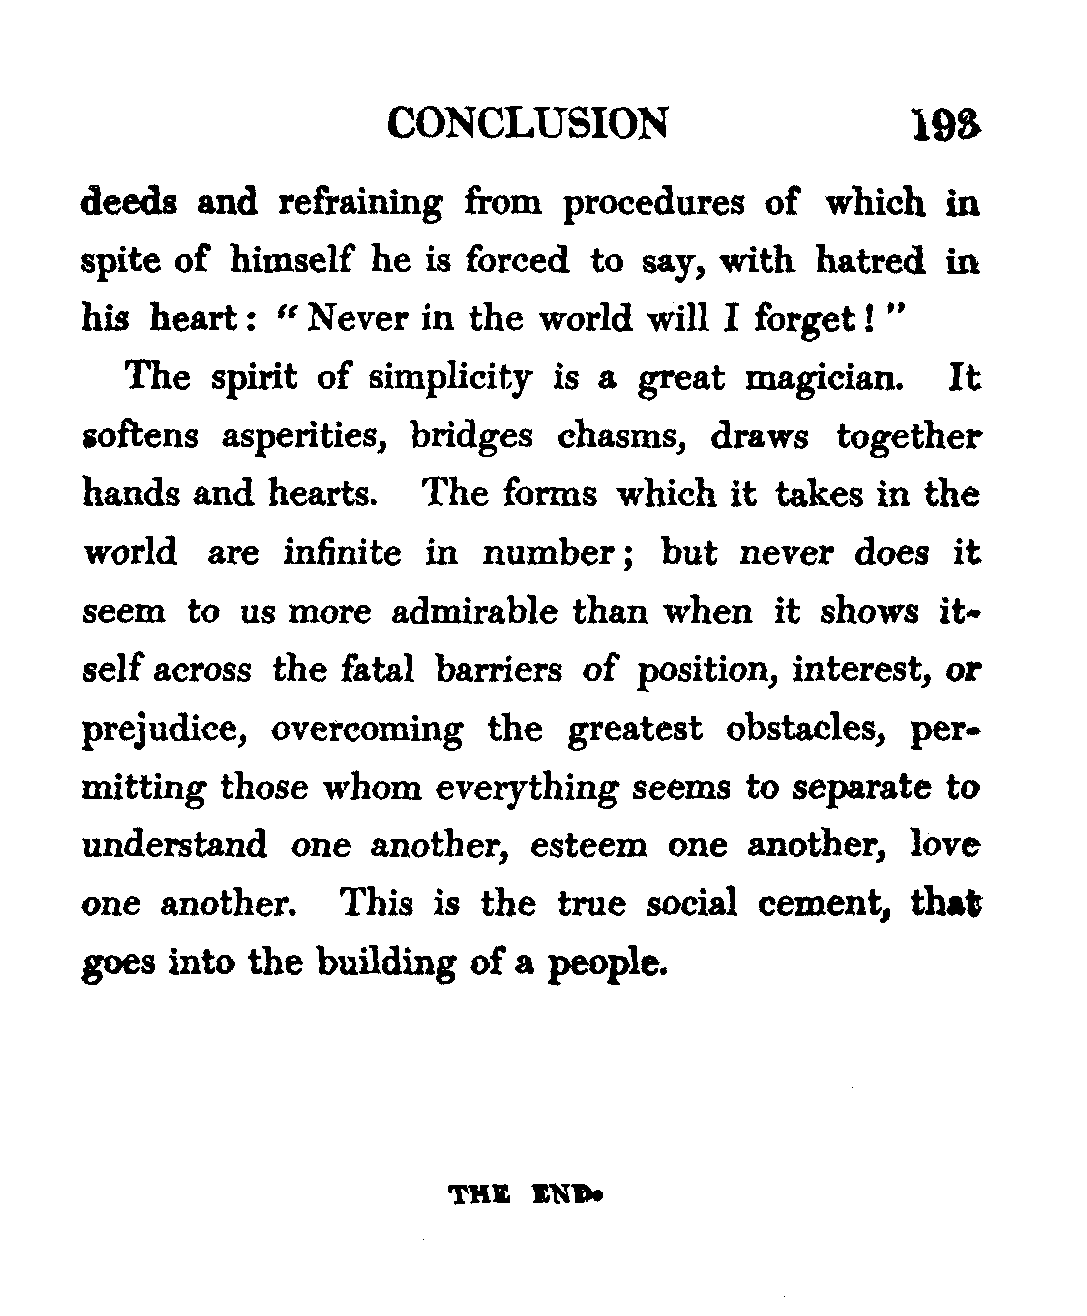 CONCLUSION 193
deeds and refraining from procedures of which in
spite of himself he is forced to say, with hatred in
his heart: "Never in the world will I forget!"
The spirit of simplicity is a great magician. It
softens asperities, bridges chasms, draws together
hands and hearts. The forms which it takes in the
world are infinite in number; but never does it
seem to us more admirable than when it shows it-
self across the fatal barriers of position, interest, or
prejudice, overcoming the greatest obstacles, per-
mitting those whom everything seems to separate to
understand one another, esteem one another, love
one another. This is the true social cement, that
goes into the building of a people.
THE END.